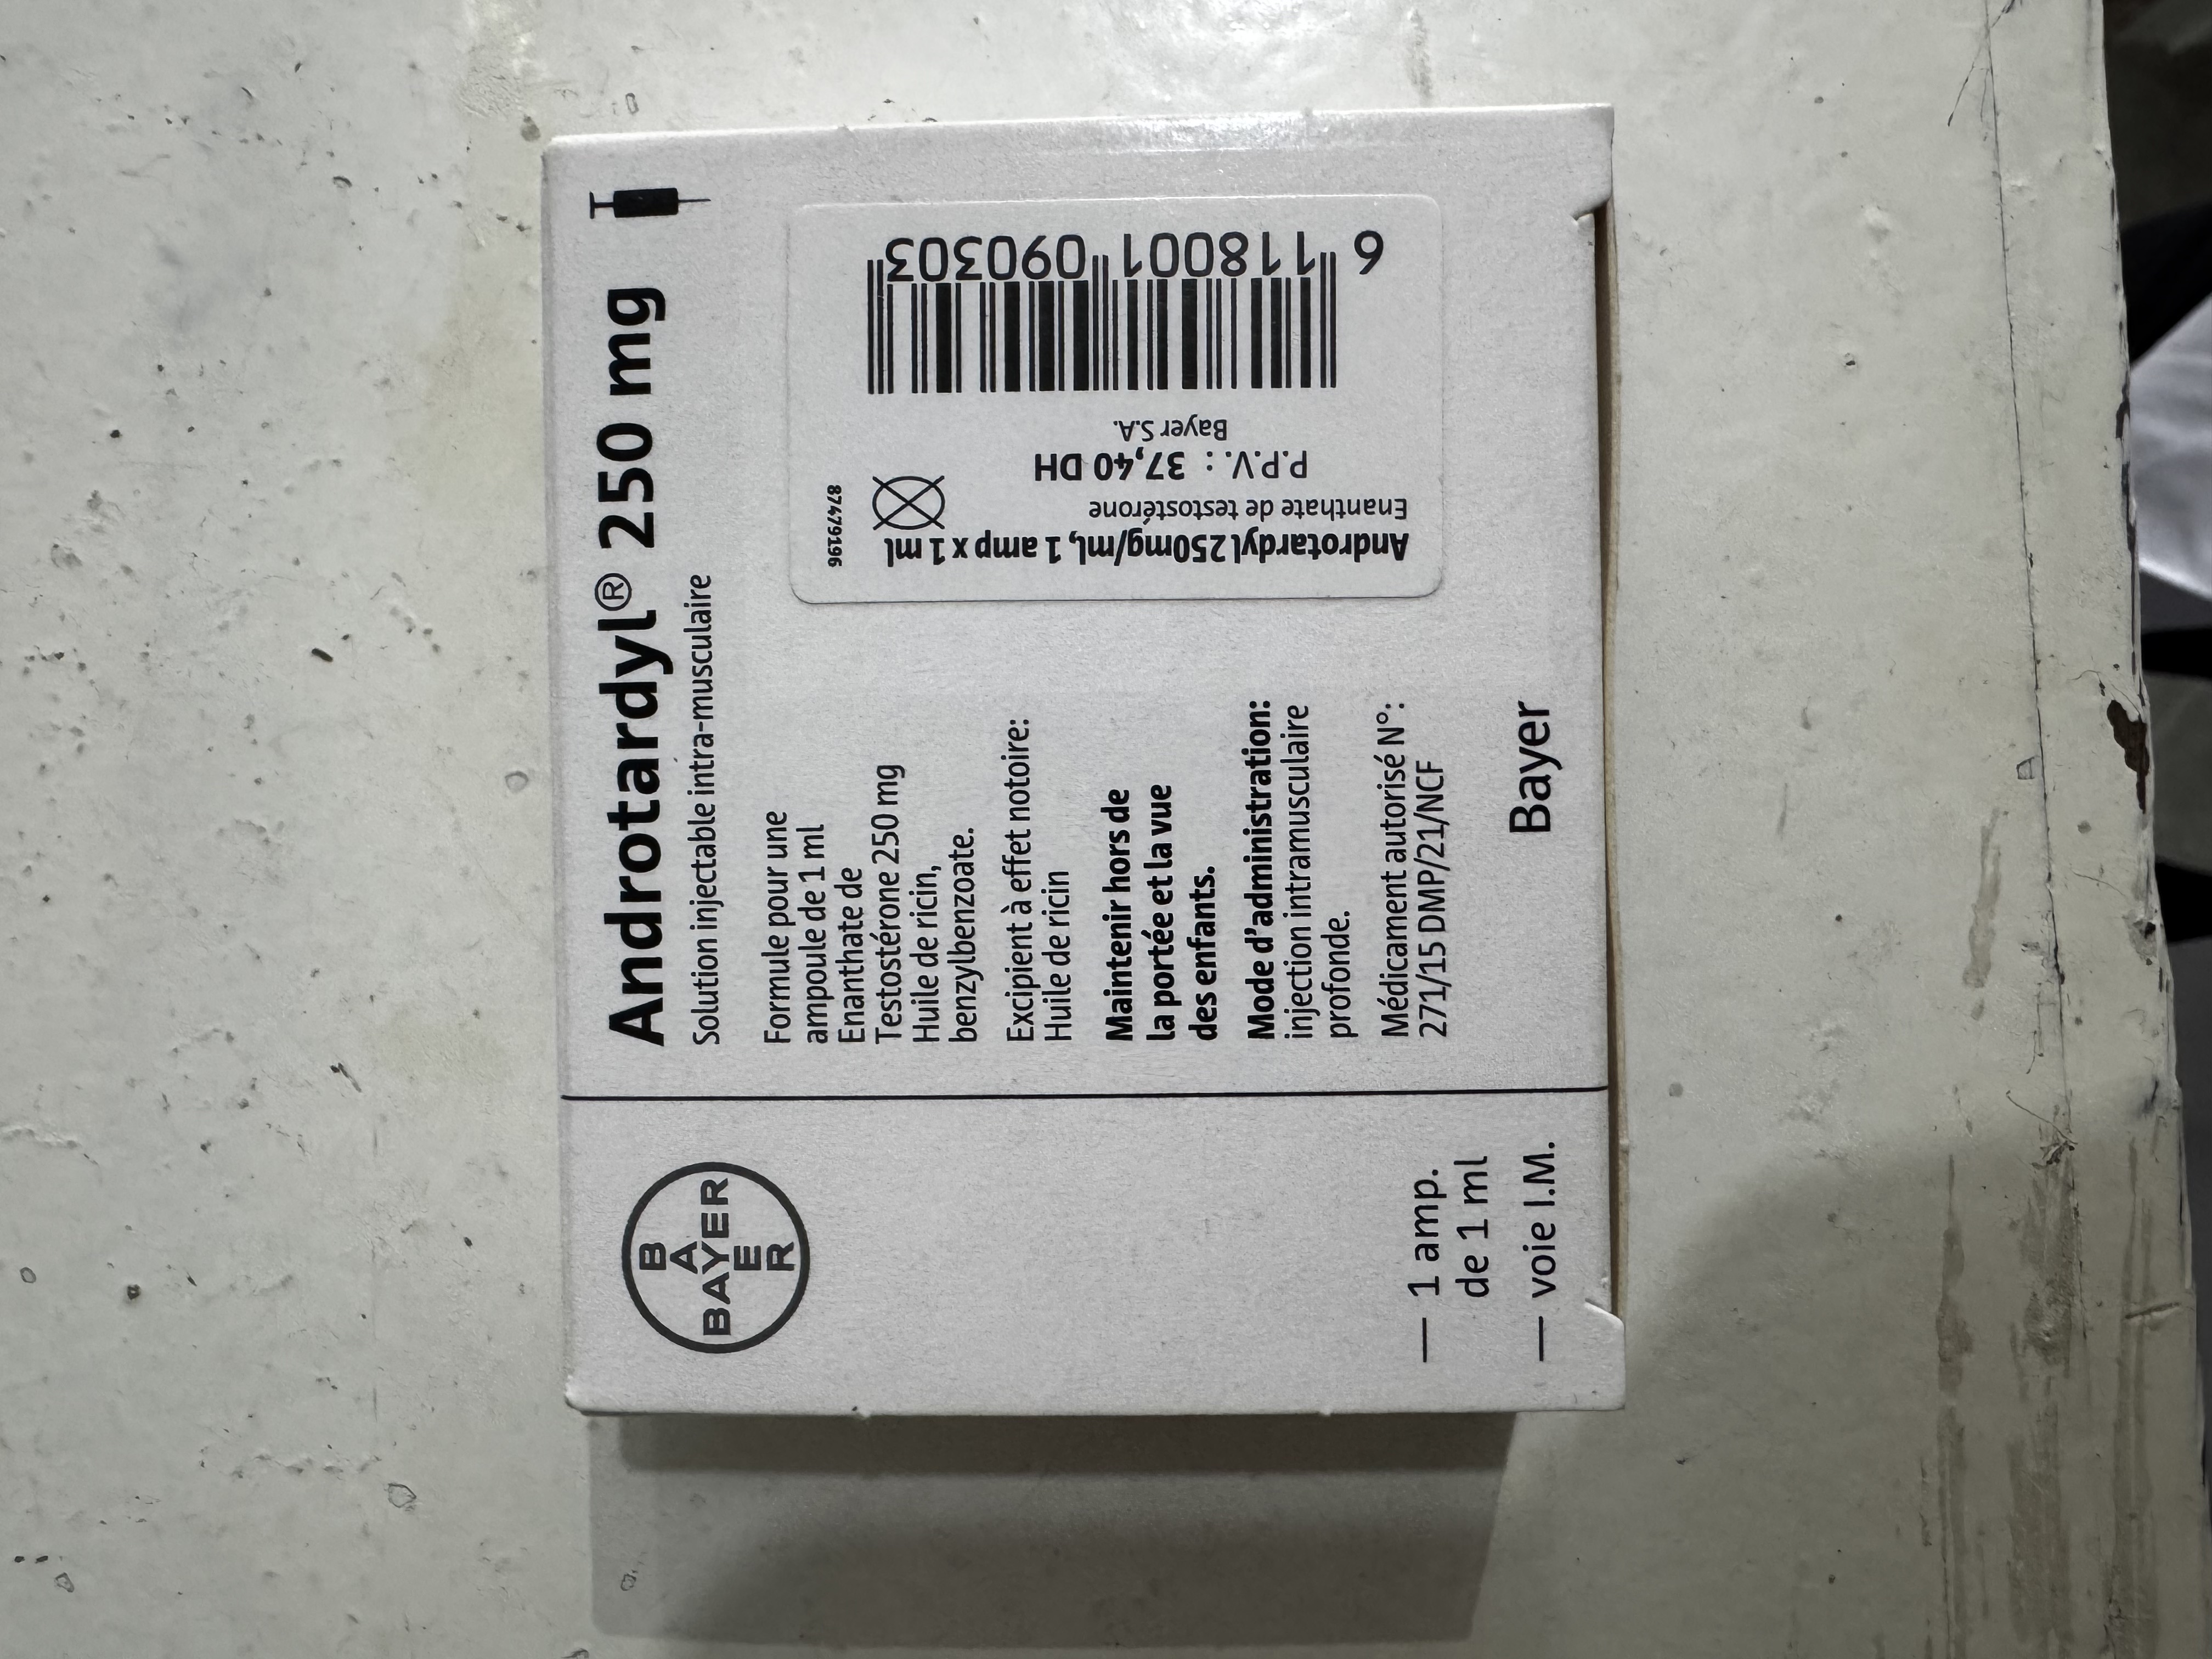 BAYER
BAYER
Androtardyl® 250 mg
Solution injectable intra-musculaire
Formule pour une
ampoule de 1 ml
Enanthate de
Testostérone 250 mg
Huile de ricin,
benzylbenzoate.
Excipient à effet notoire:
Huile de ricin
Maintenir hors de
la portée et la vue
des enfants.
Mode d'administration:
injection intramusculaire
profonde.
Médicament autorisé N°:
271/15 DMP/21/NCF
Bayer
— 1 amp.
de 1 ml
— voie I.M.
87479196
Androtardyl 250mg/ml, 1 amp x 1 ml
Enanthate de testostérone
P.P.V. : 37,40 DH
Bayer S.A.
6 118001 090303